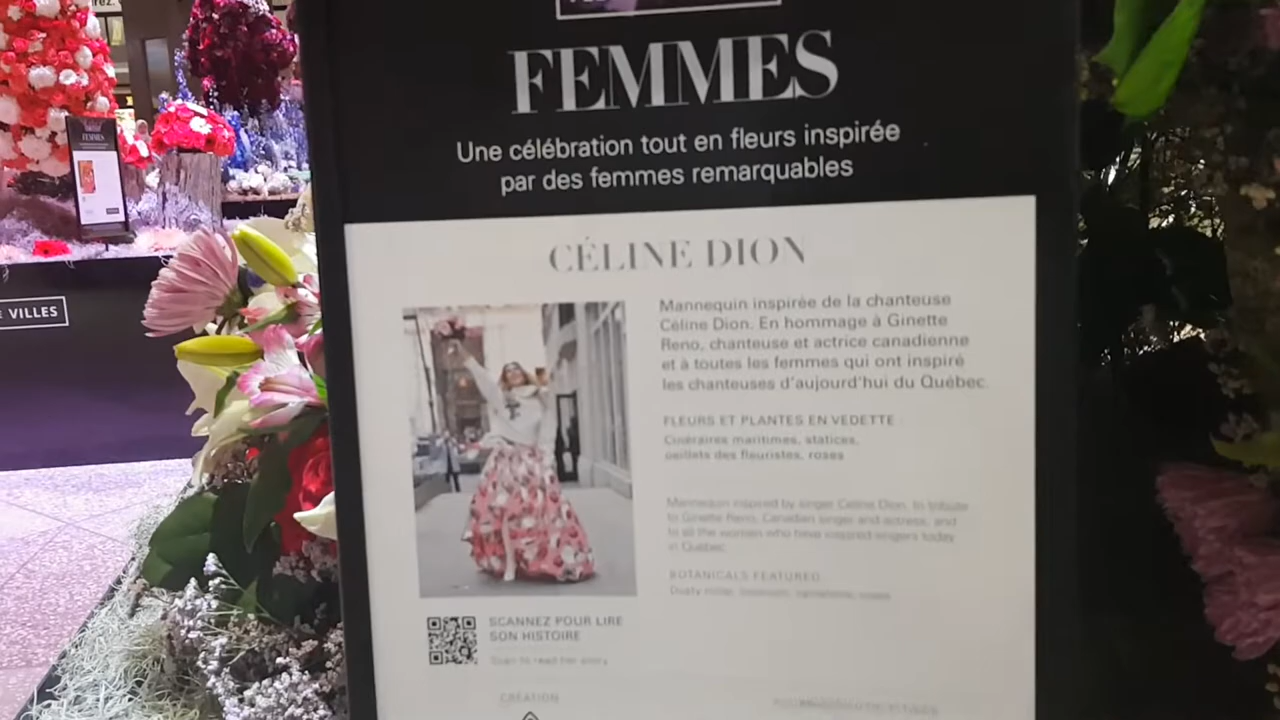 FEMMES
Une célébration tout en fleurs inspirée
par des femmes remarquables
CÉLINE DION
Mannequin inspirée de la chanteuse
Céline Dion. En hommage à Ginette
Reno, chanteuse et actrice canadienne
et à toutes les femmes qui ont inspiré
les chanteuses d'aujourd'hui du Québec.
FLEURS ET PLANTES EN VEDETTE
Cinéraires maritimes, statices,
oeillets des fleuristes, roses
Mannequin inspired by singer Céline Dion. In tribute
to Ginette Reno, Canadian singer and actress, and
to all the women who have inspired singers today
in Québec.
BOTANICALS FEATURED
Dusty miller,
SCANNEZ POUR LIRE
SON HISTOIRE
Scan to read her story
CRÉATION
VILLES
FEMMES